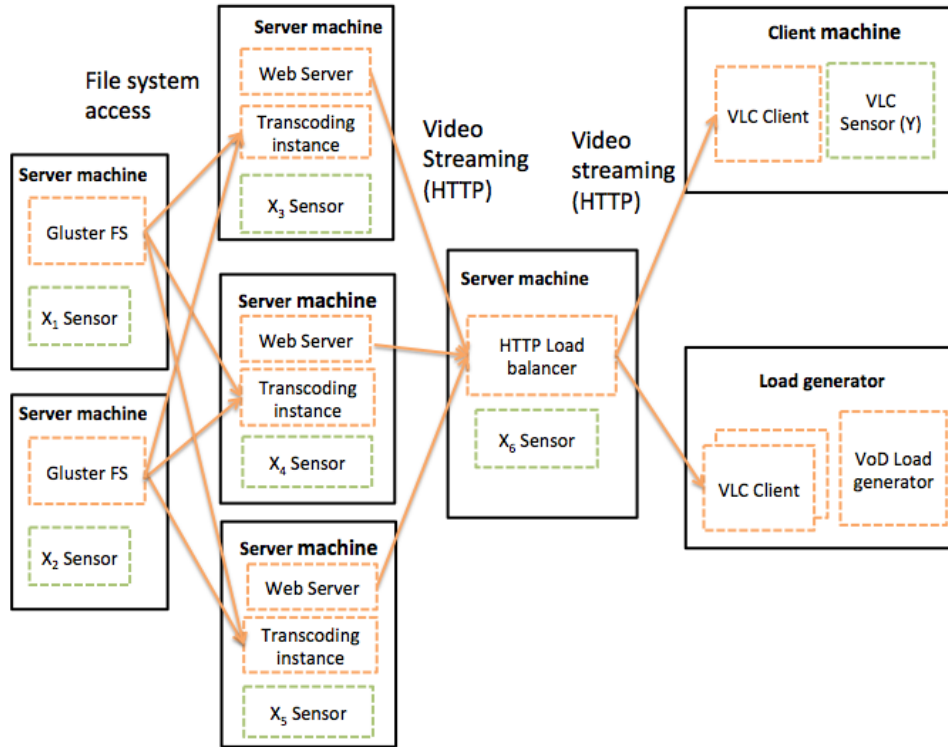 File system
access
Server machine
Gluster FS
X1 Sensor
Server machine
Gluster FS
X2 Sensor
Server machine
Web Server
Transcoding
instance
X3 Sensor
Server machine
Web Server
Transcoding
instance
X4 Sensor
Server machine
Web Server
Transcoding
instance
X5 Sensor
Video
Streaming
(HTTP)
Server machine
HTTP Load
balancer
X6 Sensor
Video
streaming
(HTTP)
Client machine
VLC Client
VLC
Sensor (Y)
Load generator
VLC Client
VoD Load
generator